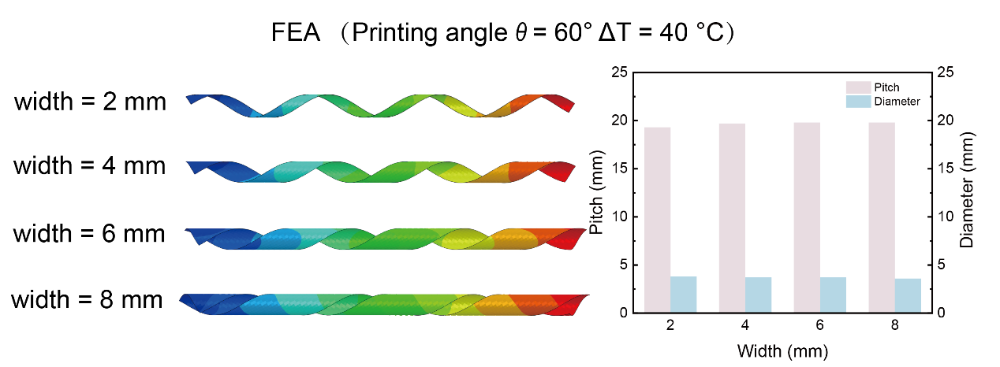 FEA （Printing angle θ = 60° ΔT = 40 °C）
width = 2 mm
width = 4 mm
width = 6 mm
width = 8 mm
Pitch (mm)
25
20
15
10
5
0
Pitch
Diameter
25
20
15
10
5
0
Diameter (mm)
2 4 6 8
Width (mm)